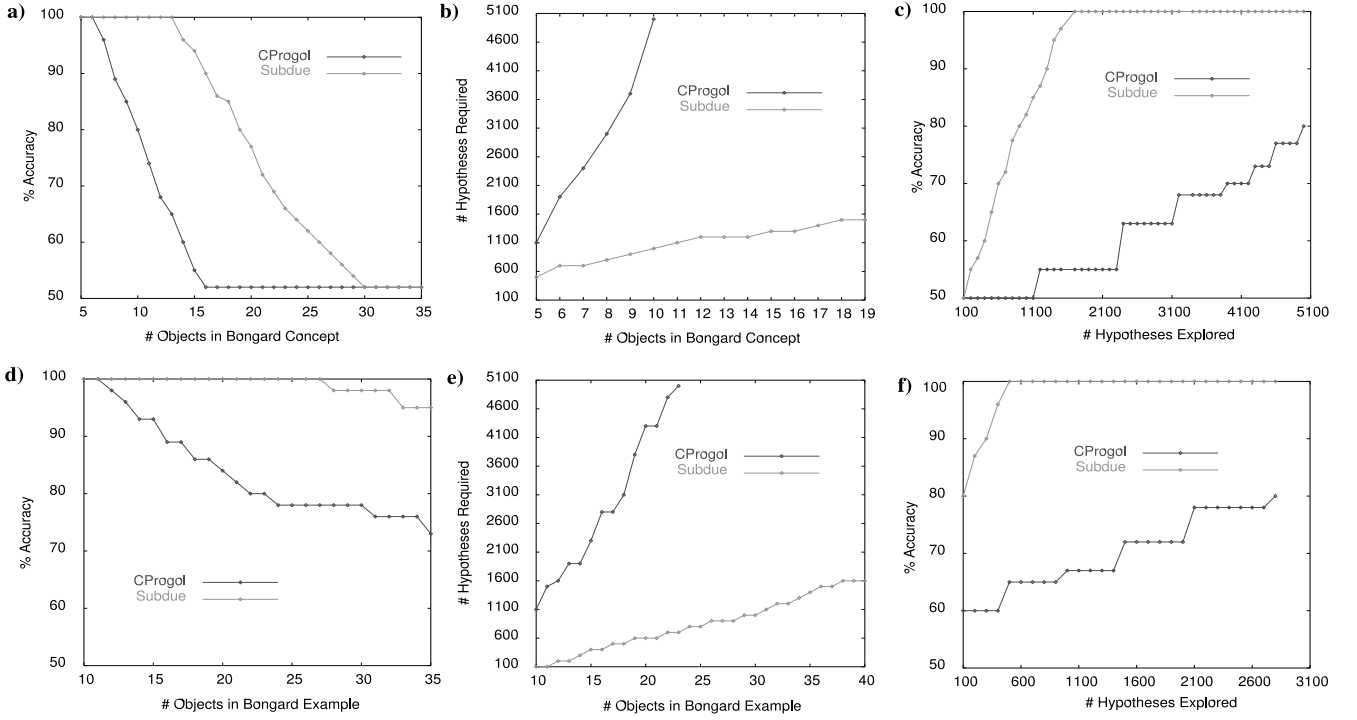 a)
100
90
80
70
60
50
% Accuracy
CProgol
Subdue
5 10 15 20 25 30 35
# Objects in Bongard Concept
b)
5100
4600
4100
3600
3100
2600
2100
1600
1100
600
100
# Hypotheses Required
CProgol
Subdue
5 6 7 8 9 10 11 12 13 14 15 16 17 18 19
# Objects in Bongard Concept
c)
100
90
80
70
60
50
% Accuracy
CProgol
Subdue
100 1100 2100 3100 4100 5100
# Hypotheses Explored
d)
100
90
80
70
60
50
% Accuracy
CProgol
Subdue
10 15 20 25 30 35
# Objects in Bongard Example
e)
5100
4600
4100
3600
3100
2600
2100
1600
1100
600
100
# Hypotheses Required
CProgol
Subdue
10 15 20 25 30 35 40
# Objects in Bongard Example
f)
100
90
80
70
60
50
% Accuracy
CProgol
Subdue
100 600 1100 1600 2100 2600 3100
# Hypotheses Explored